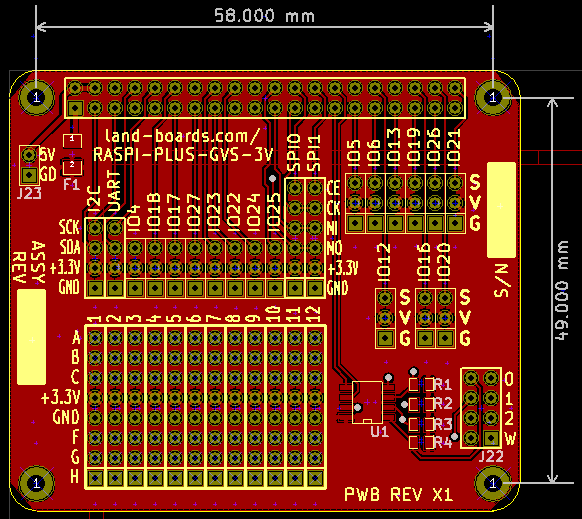 58.000 mm
1
1
land-boards.com/
RASPI-PLUS-GVS-3V
1
2
F1
5V
GD
J23
I2C
UART
IO4
IO18
IO17
IO27
IO23
IO22
IO24
IO25
SPI0
SPI1
IO5
IO6
IO13
IO19
IO26
IO21
SCK
SDA
+3.3V
GND
CE
CK
MI
MO
+3.3V
GND
S
V
G
IO12
IO16
IO20
S
V
G
S
V
G
N/S
ASSY
REV
49.000 mm
1 2 3 4 5 6 7 8 9 10 11 12
A
B
C
+3.3V
GND
F
G
H
U1
R1
R2
R3
R4
0
1
2
W
J22
PWB REV X1
1
1